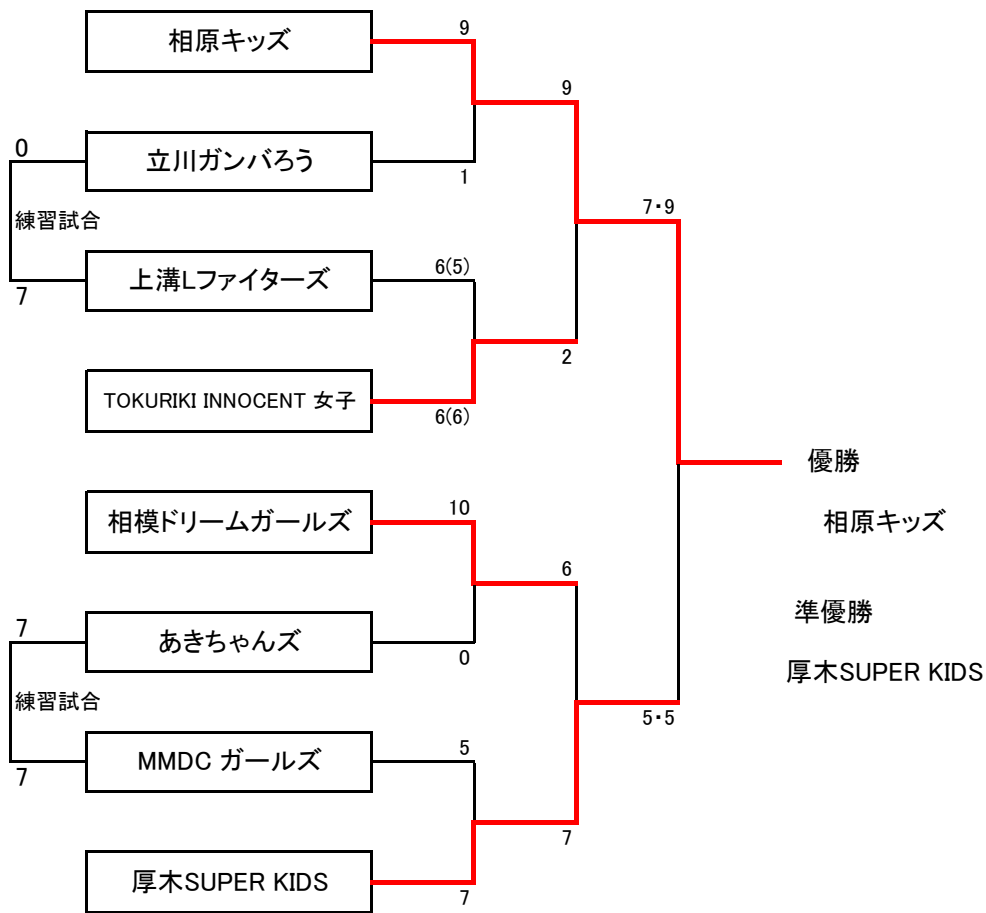 9
相原キッズ
9
0
立川ガンバろう
1
7・9
練習試合
上溝Lファイターズ
6(5)
7
2
TOKURIKI INNOCENT 女子
6(6)
優勝
相模ドリームガールズ
10
相原キッズ
6
7
あきちゃんズ
0
準優勝
練習試合
厚木SUPER KIDS
5・5
MMDC ガールズ
5
7
7
厚木SUPER KIDS
7